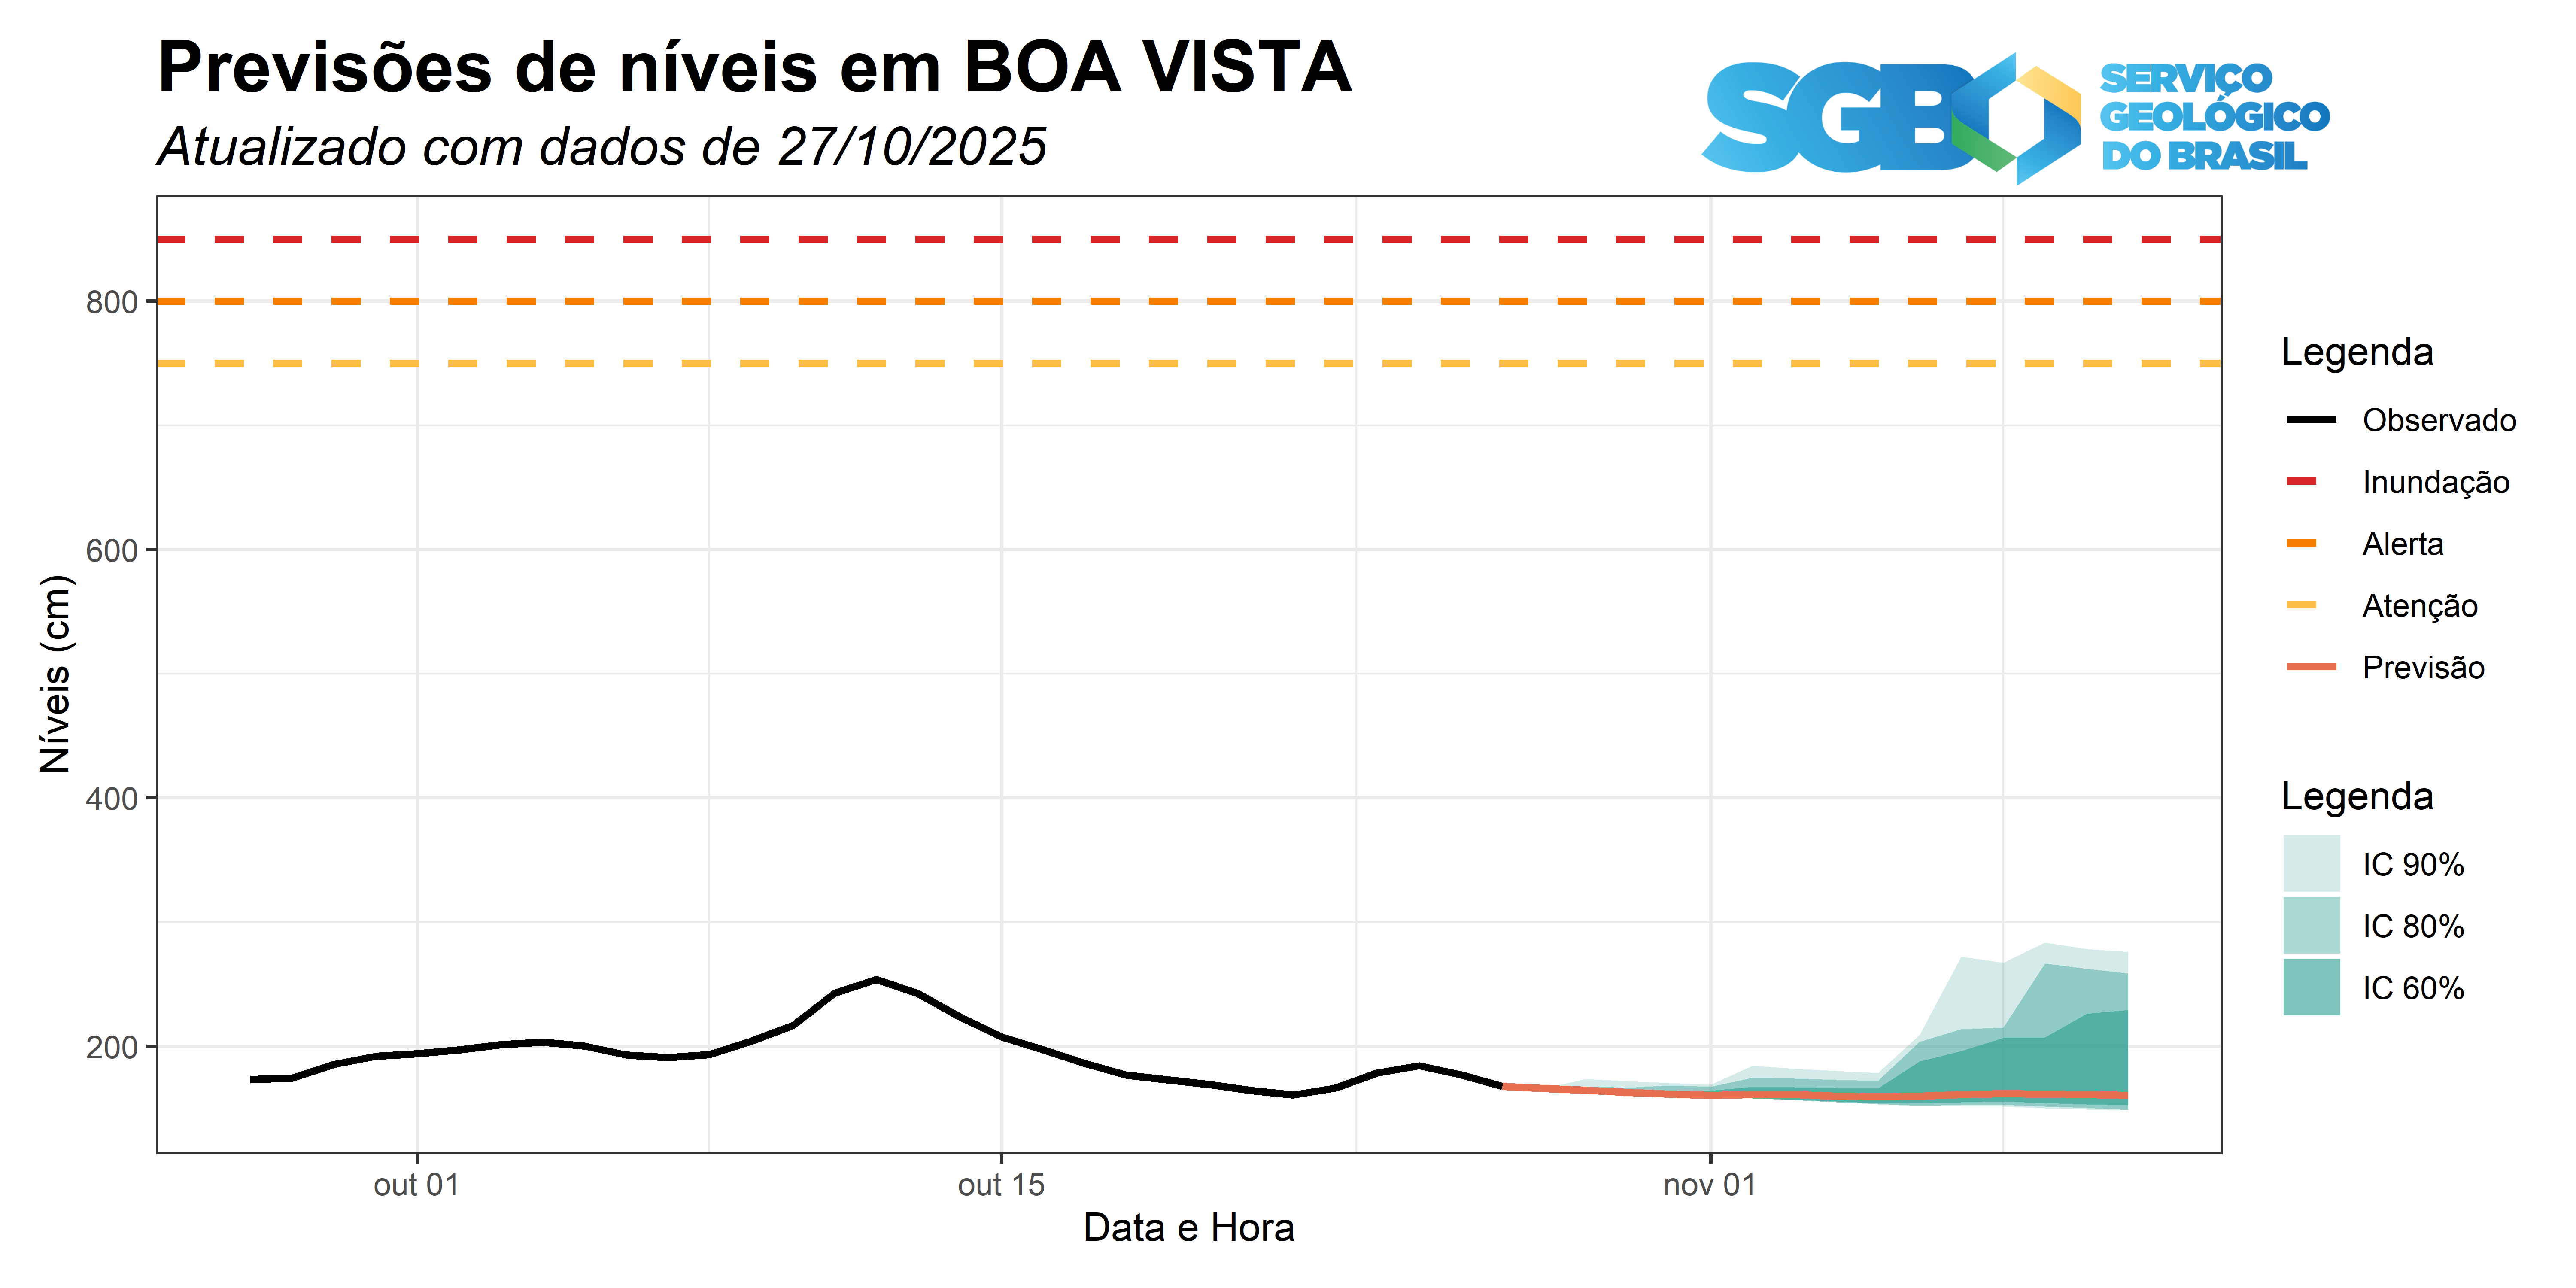 Previsões de níveis em BOA VISTA
Atualizado com dados de 27/10/2025
SGB
SERVIÇO
GEOLÓGICO
DO BRASIL
800
600
400
200
Níveis (cm)
out 01
out 15
nov 01
Data e Hora
Legenda
Observado
Inundação
Alerta
Atenção
Previsão
Legenda
IC 90%
IC 80%
IC 60%